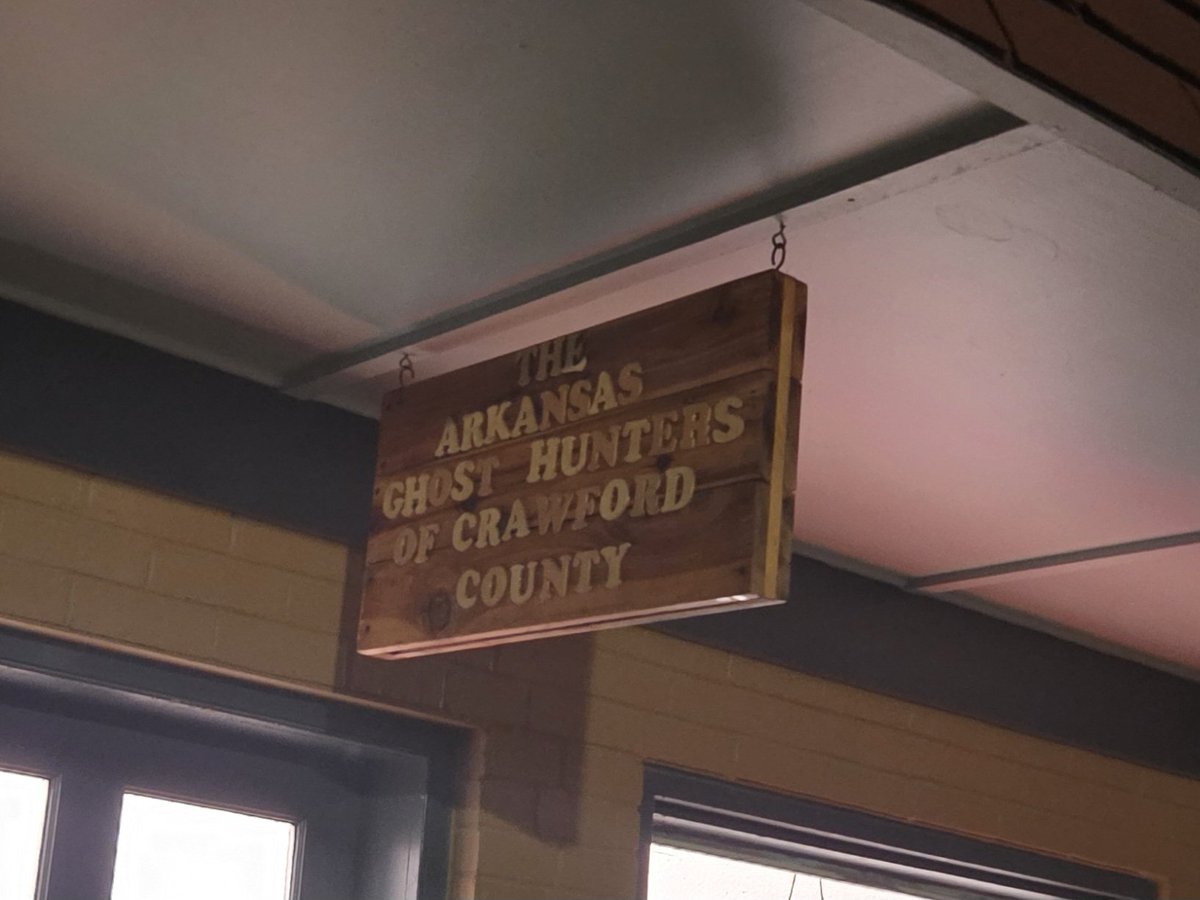 THE
ARKANSAS
GHOST HUNTERS
OF CRAWFORD
COUNTY